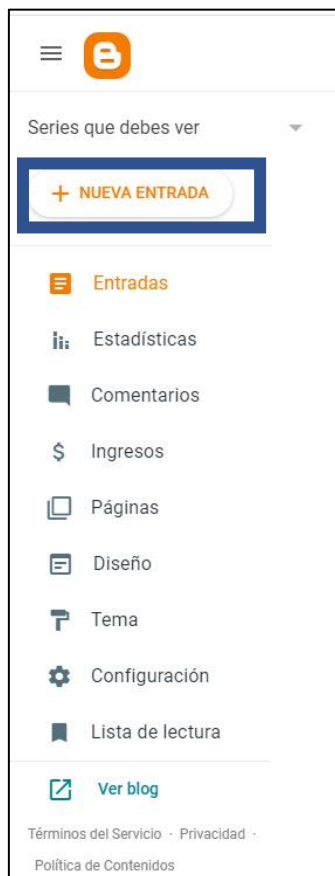 Series que debes ver
+ NUEVA ENTRADA
Entradas
Estadísticas
Comentarios
$ Ingresos
Páginas
Diseño
Tema
Configuración
Lista de lectura
Ver blog
Términos del Servicio · Privacidad ·
Política de Contenidos